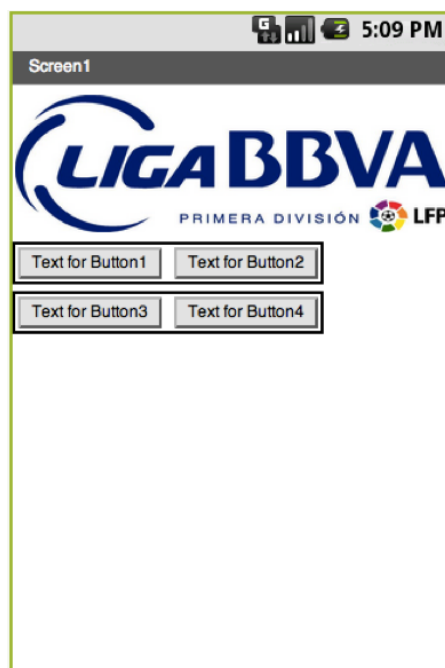 G 5:09 PM
Screen1
LIGA BBVA
PRIMERA DIVISIÓN LFP
Text for Button1 Text for Button2
Text for Button3 Text for Button4